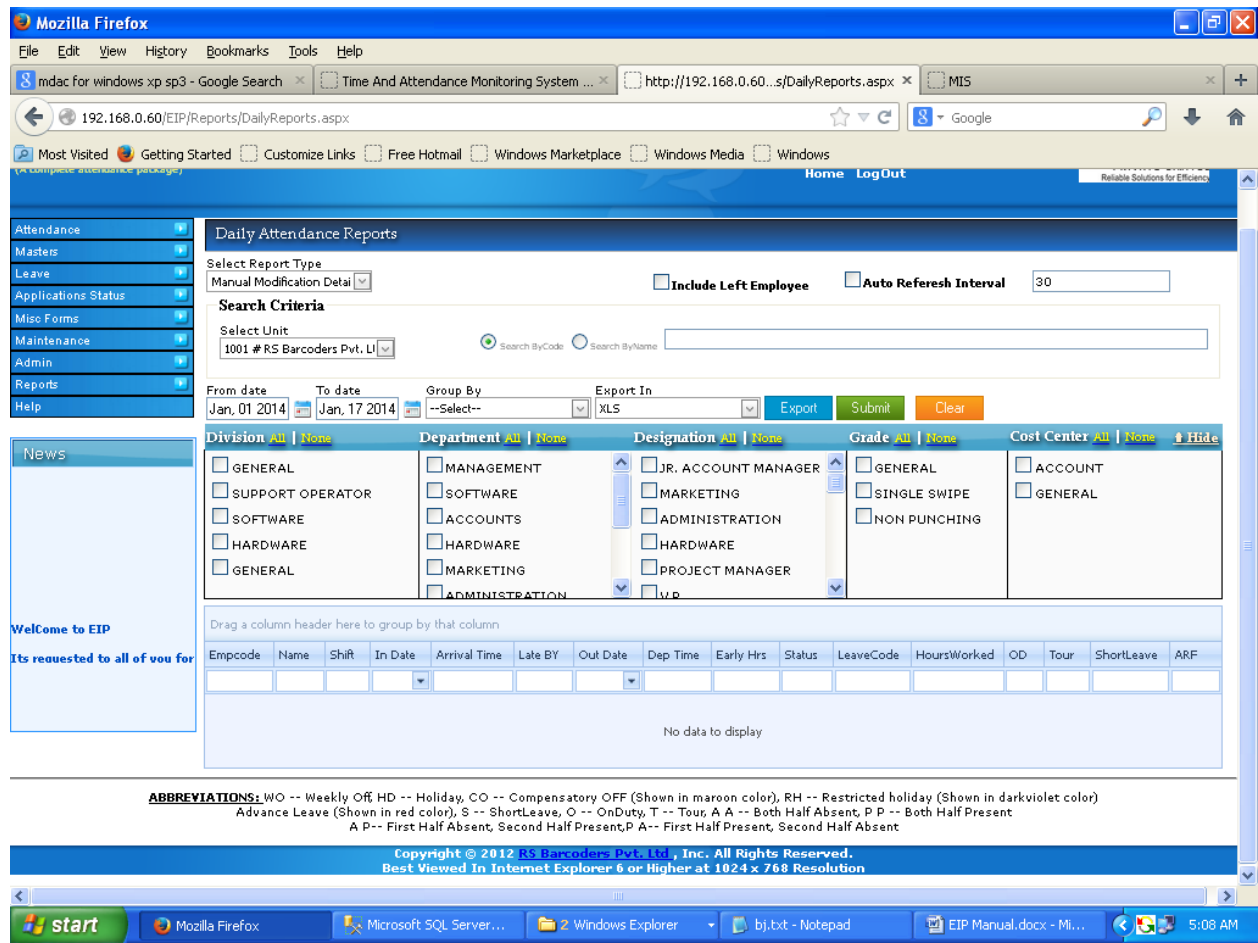 Mozilla Firefox
File Edit View History Bookmarks Tools Help
mdac for windows xp sp3 - Google Search Time And Attendance Monitoring System ... http://192.168.0.60...s/DailyReports.aspx MIS
192.168.0.60/EIP/Reports/DailyReports.aspx Google
Most Visited Getting Started Customize Links Free Hotmail Windows Marketplace Windows Media Windows
(A complete attendance package) Home LogOut
Reliable Solutions for Efficiency
Attendance
Masters
Leave
Applications Status
Misc Forms
Maintenance
Admin
Reports
Help
News
WelCome to EIP
Its requested to all of you for
Daily Attendance Reports
Select Report Type
Manual Modification Detai Include Left Employee Auto Referesh Interval 30
Search Criteria
Select Unit
1001 # RS Barcoders Pvt. Search ByCode Search ByName
From date To date Group By Export In
Jan, 01 2014 Jan, 17 2014 --Select-- XLS Export Submit Clear
Division All | None Department All | None Designation All | None Grade All | None Cost Center All | None Hide
GENERAL MANAGEMENT JR. ACCOUNT MANAGER GENERAL ACCOUNT
SUPPORT OPERATOR SOFTWARE MARKETING SINGLE SWIPE GENERAL
SOFTWARE ACCOUNTS ADMINISTRATION NON PUNCHING
HARDWARE HARDWARE HARDWARE
GENERAL MARKETING PROJECT MANAGER
ADMINISTRATION V.P
Drag a column header here to group by that column
Empcode Name Shift In Date Arrival Time Late BY Out Date Dep Time Early Hrs Status LeaveCode HoursWorked OD Tour ShortLeave ARF
No data to display
ABBREVIATIONS: WO -- Weekly Off, HD -- Holiday, CO -- Compensatory OFF (Shown in maroon color), RH -- Restricted holiday (Shown in darkviolet color)
Advance Leave (Shown in red color), S -- ShortLeave, O -- OnDuty, T -- Tour, A A -- Both Half Absent, P P -- Both Half Present
A P-- First Half Absent, Second Half Present,P A-- First Half Present, Second Half Absent
Copyright © 2012 RS Barcoders Pvt. Ltd , Inc. All Rights Reserved.
Best Viewed In Internet Explorer 6 or Higher at 1024 x 768 Resolution
start Mozilla Firefox Microsoft SQL Server... 2 Windows Explorer bj.txt - Notepad EIP Manual.docx - Mi... 5:08 AM